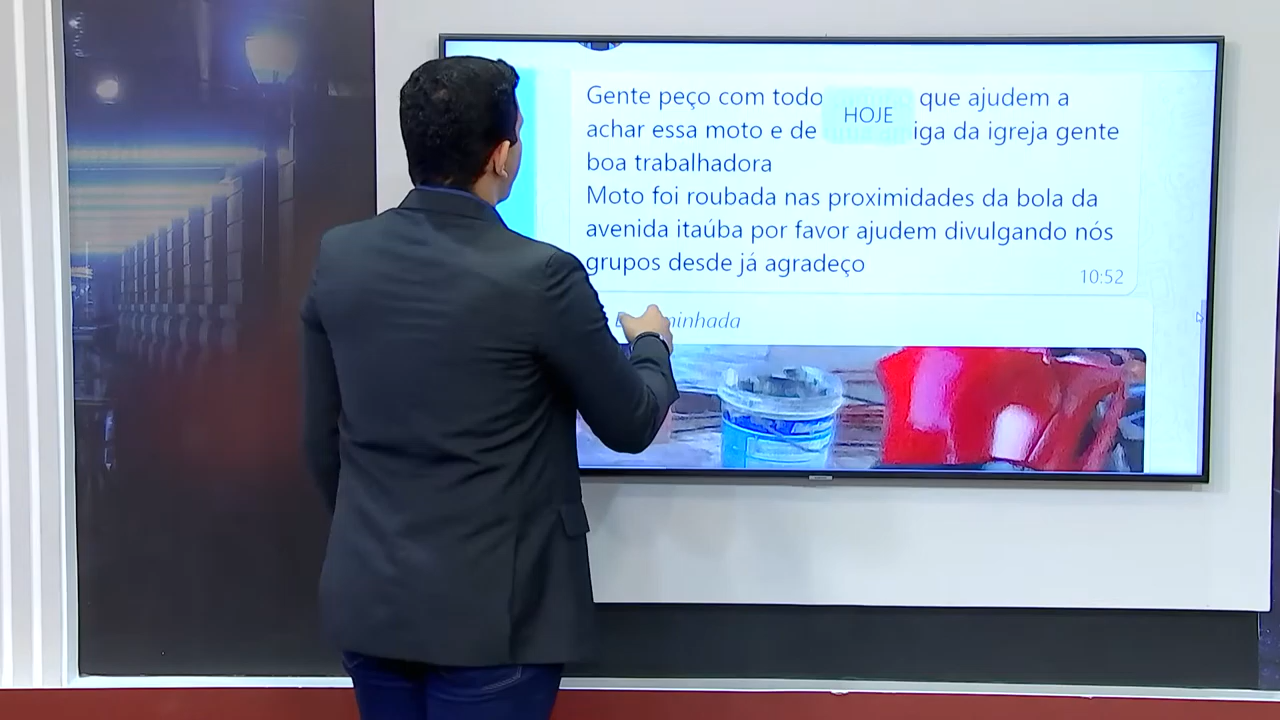 Gente peço com todo que ajudem a
HOJE
achar essa moto e de iga da igreja gente
boa trabalhadora
Moto foi roubada nas proximidades da bola da
avenida itaúba por favor ajudem divulgando nós
grupos desde já agradeço
10:52
minhada